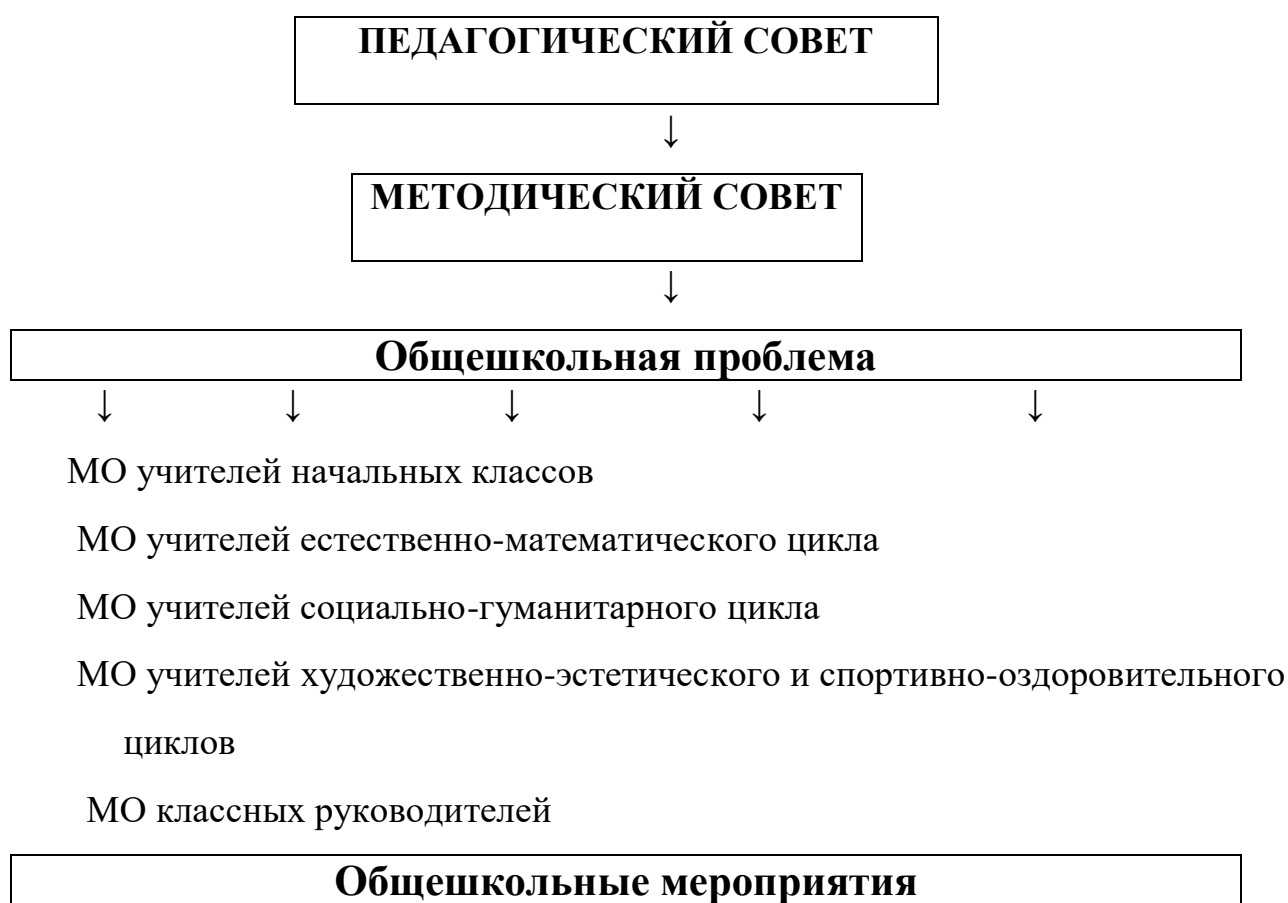 ПЕДАГОГИЧЕСКИЙ СОВЕТ
↓
МЕТОДИЧЕСКИЙ СОВЕТ
↓
Общешкольная проблема
↓ ↓ ↓ ↓ ↓
МО учителей начальных классов
МО учителей естественно-математического цикла
МО учителей социально-гуманитарного цикла
МО учителей художественно-эстетического и спортивно-оздоровительного
циклов
МО классных руководителей
Общешкольные мероприятия